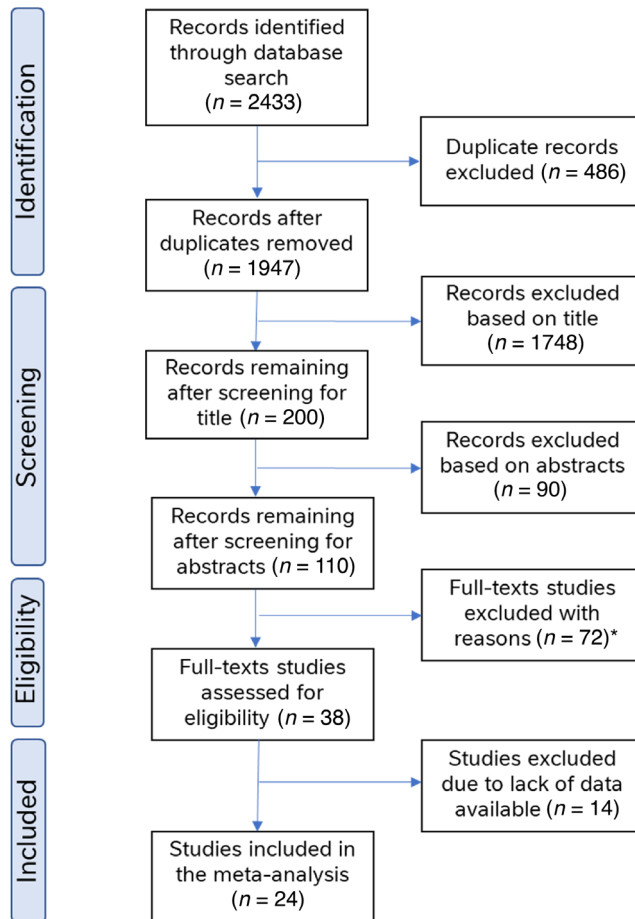 Identification
Records identified
through database
search
(n = 2433)
Duplicate records
excluded (n = 486)
Records after
duplicates removed
(n = 1947)
Screening
Records excluded
based on title
(n = 1748)
Records remaining
after screening for
title (n = 200)
Records excluded
based on abstracts
(n = 90)
Records remaining
after screening for
abstracts (n = 110)
Eligibility
Full-texts studies
excluded with
reasons (n = 72)*
Full-texts studies
assessed for
eligibility (n = 38)
Included
Studies excluded
due to lack of data
available (n = 14)
Studies included in
the meta-analysis
(n = 24)